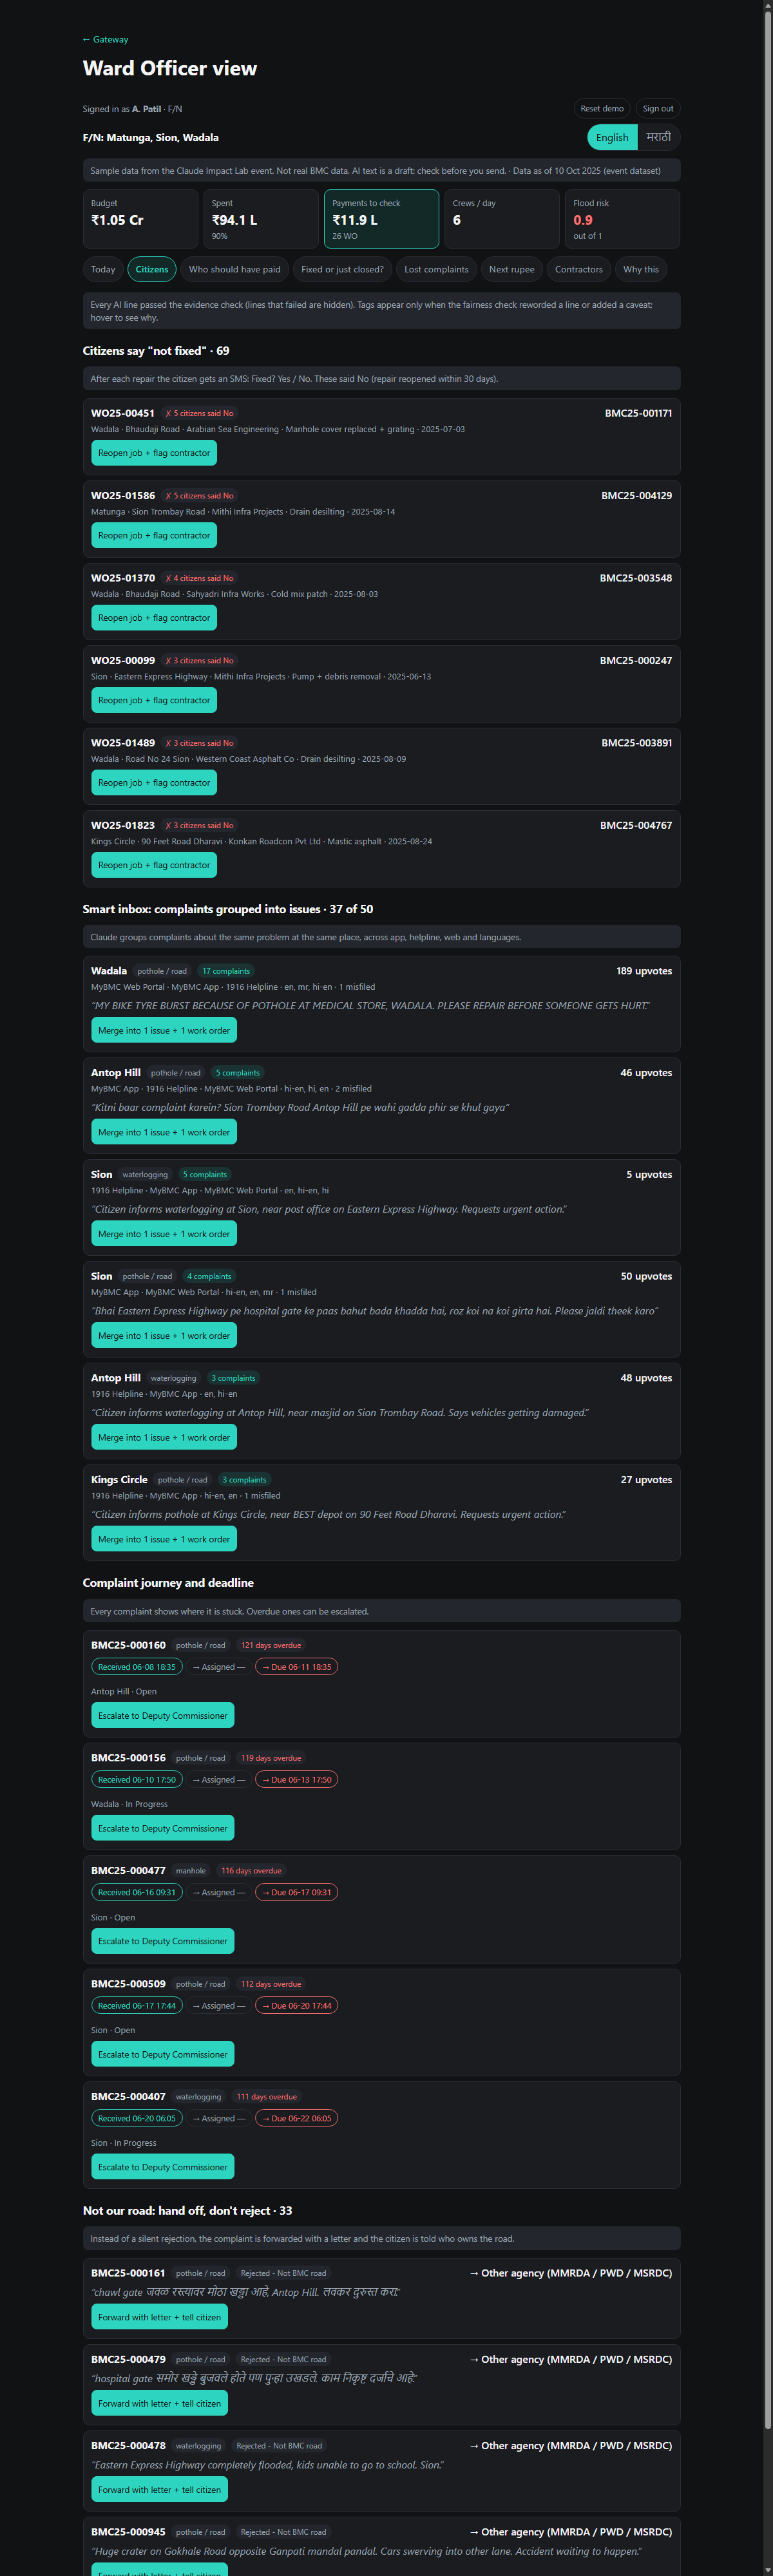 ← Gateway
Ward Officer view
Signed in as A. Patil · F/N
Reset demo
Sign out
F/N: Matunga, Sion, Wadala
English
मराठी
Sample data from the Claude Impact Lab event. Not real BMC data. AI text is a draft: check before you send. · Data as of 10 Oct 2025 (event dataset)
Budget
₹1.05 Cr
Spent
₹94.1 L
90%
Payments to check
₹11.9 L
26 WO
Crews / day
6
Flood risk
0.9
out of 1
Today
Citizens
Who should have paid
Fixed or just closed?
Lost complaints
Next rupee
Contractors
Why this
Every AI line passed the evidence check (lines that failed are hidden). Tags appear only when the fairness check reworded a line or added a caveat;
hover to see why.
Citizens say "not fixed" · 69
After each repair the citizen gets an SMS: Fixed? Yes / No. These said No (repair reopened within 30 days).
WO25-00451 ✗ 5 citizens said No BMC25-001171
Wadala · Bhaudaji Road · Arabian Sea Engineering · Manhole cover replaced + grating · 2025-07-03
Reopen job + flag contractor
WO25-01586 ✗ 5 citizens said No BMC25-004129
Matunga · Sion Trombay Road · Mithi Infra Projects · Drain desilting · 2025-08-14
Reopen job + flag contractor
WO25-01370 ✗ 4 citizens said No BMC25-003548
Wadala · Bhaudaji Road · Sahyadri Infra Works · Cold mix patch · 2025-08-03
Reopen job + flag contractor
WO25-00099 ✗ 3 citizens said No BMC25-000247
Sion · Eastern Express Highway · Mithi Infra Projects · Pump + debris removal · 2025-06-13
Reopen job + flag contractor
WO25-01489 ✗ 3 citizens said No BMC25-003891
Wadala · Road No 24 Sion · Western Coast Asphalt Co · Drain desilting · 2025-08-09
Reopen job + flag contractor
WO25-01823 ✗ 3 citizens said No BMC25-004767
Kings Circle · 90 Feet Road Dharavi · Konkan Roadcon Pvt Ltd · Mastic asphalt · 2025-08-24
Reopen job + flag contractor
Smart inbox: complaints grouped into issues · 37 of 50
Claude groups complaints about the same problem at the same place, across app, helpline, web and languages.
Wadala pothole / road 17 complaints 189 upvotes
MyBMC Web Portal · MyBMC App · 1916 Helpline · en, mr, hi-en · 1 misfiled
"MY BIKE TYRE BURST BECAUSE OF POTHOLE AT MEDICAL STORE, WADALA. PLEASE REPAIR BEFORE SOMEONE GETS HURT."
Merge into 1 issue + 1 work order
Antop Hill pothole / road 5 complaints 46 upvotes
MyBMC App · 1916 Helpline · MyBMC Web Portal · hi-en, hi, en · 2 misfiled
"Kitni baar complaint karein? Sion Trombay Road Antop Hill pe wahi gadda phir se khul gaya"
Merge into 1 issue + 1 work order
Sion waterlogging 5 complaints 5 upvotes
1916 Helpline · MyBMC App · MyBMC Web Portal · en, hi-en, hi
"Citizen informs waterlogging at Sion, near post office on Eastern Express Highway. Requests urgent action."
Merge into 1 issue + 1 work order
Sion pothole / road 4 complaints 50 upvotes
MyBMC App · MyBMC Web Portal · hi-en, en, mr · 1 misfiled
"Bhai Eastern Express Highway pe hospital gate ke paas bahut bada khadda hai, roz koi na koi girta hai. Please jaldi theek karo"
Merge into 1 issue + 1 work order
Antop Hill waterlogging 3 complaints 48 upvotes
1916 Helpline · MyBMC App · en, hi-en
"Citizen informs waterlogging at Antop Hill, near masjid on Sion Trombay Road. Says vehicles getting damaged."
Merge into 1 issue + 1 work order
Kings Circle pothole / road 3 complaints 27 upvotes
1916 Helpline · MyBMC App · hi-en, en · 1 misfiled
"Citizen informs pothole at Kings Circle, near BEST depot on 90 Feet Road Dharavi. Requests urgent action."
Merge into 1 issue + 1 work order
Complaint journey and deadline
Every complaint shows where it is stuck. Overdue ones can be escalated.
BMC25-000160 pothole / road 121 days overdue
Received 06-08 18:35 → Assigned — → Due 06-11 18:35
Antop Hill · Open
Escalate to Deputy Commissioner
BMC25-000156 pothole / road 119 days overdue
Received 06-10 17:50 → Assigned — → Due 06-13 17:50
Wadala · In Progress
Escalate to Deputy Commissioner
BMC25-000477 manhole 116 days overdue
Received 06-16 09:31 → Assigned — → Due 06-17 09:31
Sion · Open
Escalate to Deputy Commissioner
BMC25-000509 pothole / road 112 days overdue
Received 06-17 17:44 → Assigned — → Due 06-20 17:44
Sion · Open
Escalate to Deputy Commissioner
BMC25-000407 waterlogging 111 days overdue
Received 06-20 06:05 → Assigned — → Due 06-22 06:05
Sion · In Progress
Escalate to Deputy Commissioner
Not our road: hand off, don't reject · 33
Instead of a silent rejection, the complaint is forwarded with a letter and the citizen is told who owns the road.
BMC25-000161 pothole / road Rejected - Not BMC road → Other agency (MMRDA / PWD / MSRDC)
"chawl gate जवळ रस्त्यावर मोठा खड्डा आहे, Antop Hill. लवकर दुरुस्त करा."
Forward with letter + tell citizen
BMC25-000479 pothole / road Rejected - Not BMC road → Other agency (MMRDA / PWD / MSRDC)
"hospital gate समोर खड्डे बुजवले होते पण पुन्हा उखडले. काम निकृष्ट दर्जाचे आहे."
Forward with letter + tell citizen
BMC25-000478 waterlogging Rejected - Not BMC road → Other agency (MMRDA / PWD / MSRDC)
"Eastern Express Highway completely flooded, kids unable to go to school. Sion."
Forward with letter + tell citizen
BMC25-000945 pothole / road Rejected - Not BMC road → Other agency (MMRDA / PWD / MSRDC)
"Huge crater on Gokhale Road opposite Ganpati mandal pandal. Cars swerving into other lane. Accident waiting to happen."
Forward with letter + tell citizen